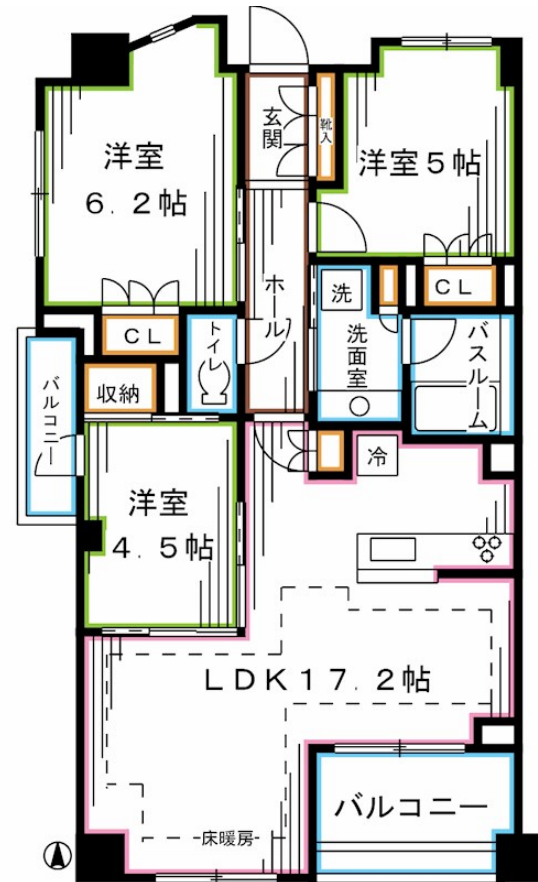 玄関
靴入
洋室
6.2帖
洋室5帖
ホール
CL
トイレ
洗
洗面室
CL
バスルーム
バルコニー
収納
冷
洋室
4.5帖
LDK17.2帖
床暖房
バルコニー